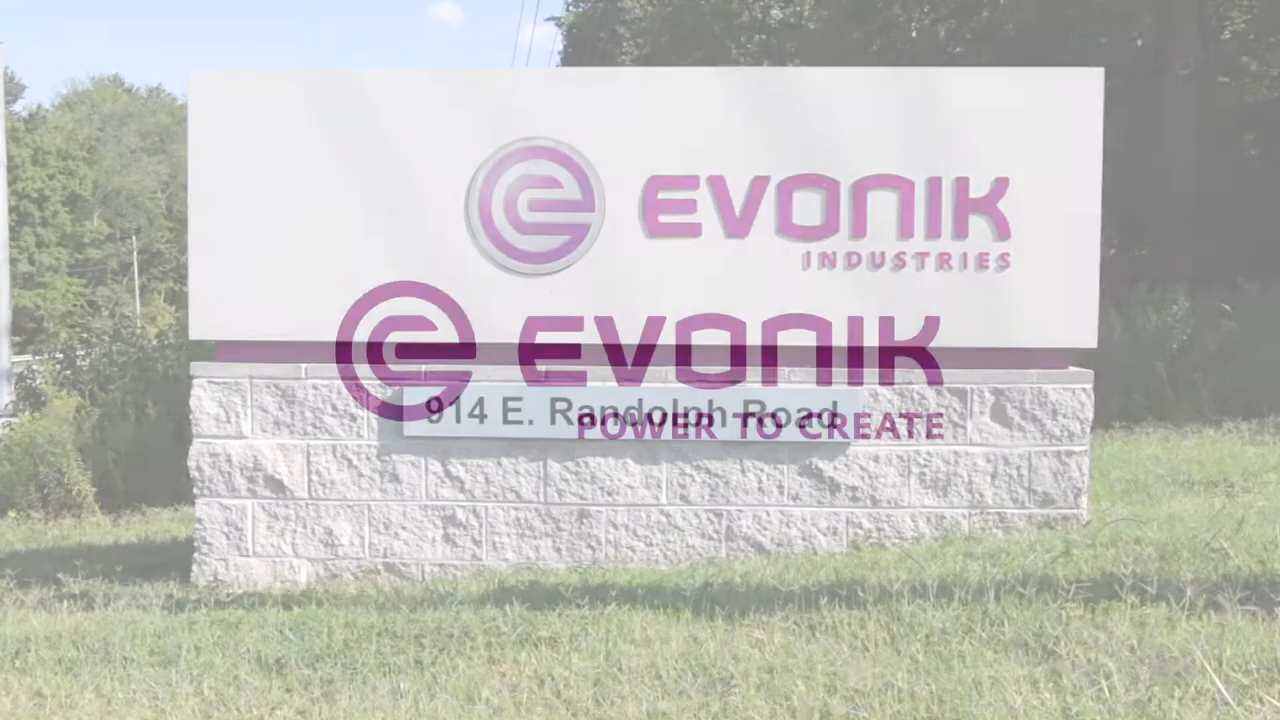 EVONIK
INDUSTRIES
EVONIK
914 E. Randolph Road
POWER TO CREATE